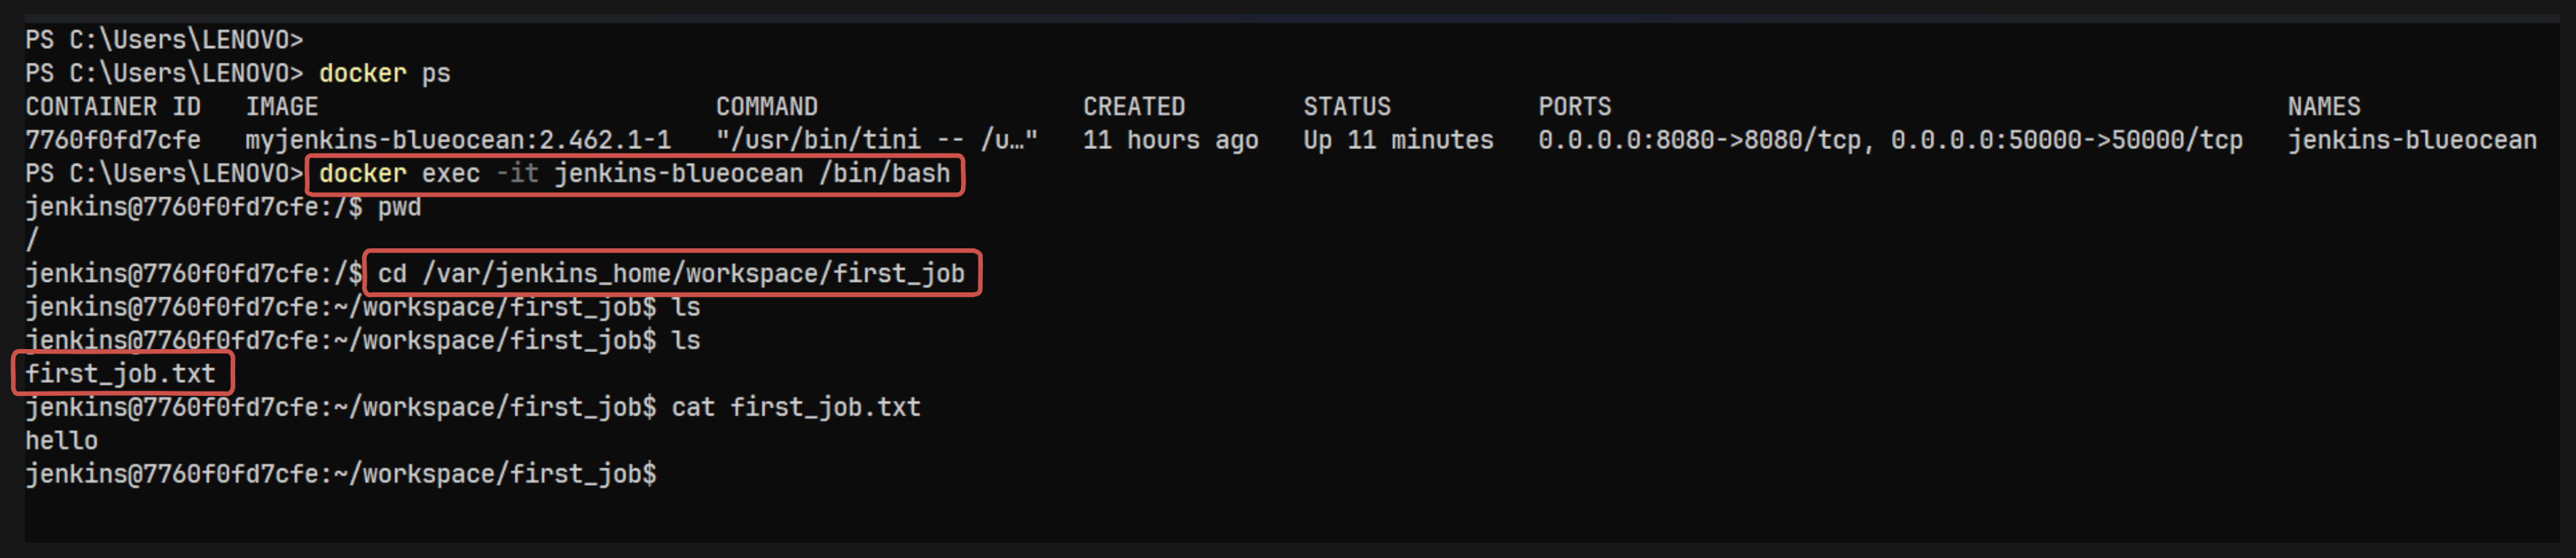 PS C:\Users\LENOVO>
PS C:\Users\LENOVO> docker ps
CONTAINER ID   IMAGE                           COMMAND                  CREATED        STATUS          PORTS                                              NAMES
7760f0fd7cfe   myjenkins-blueocean:2.462.1-1   "/usr/bin/tini -- /u…"   11 hours ago   Up 11 minutes   0.0.0.0:8080->8080/tcp, 0.0.0.0:50000->50000/tcp   jenkins-blueocean
PS C:\Users\LENOVO> docker exec -it jenkins-blueocean /bin/bash
jenkins@7760f0fd7cfe:/$ pwd
/
jenkins@7760f0fd7cfe:/$ cd /var/jenkins_home/workspace/first_job
jenkins@7760f0fd7cfe:~/workspace/first_job$ ls
jenkins@7760f0fd7cfe:~/workspace/first_job$ ls
first_job.txt
jenkins@7760f0fd7cfe:~/workspace/first_job$ cat first_job.txt
hello
jenkins@7760f0fd7cfe:~/workspace/first_job$